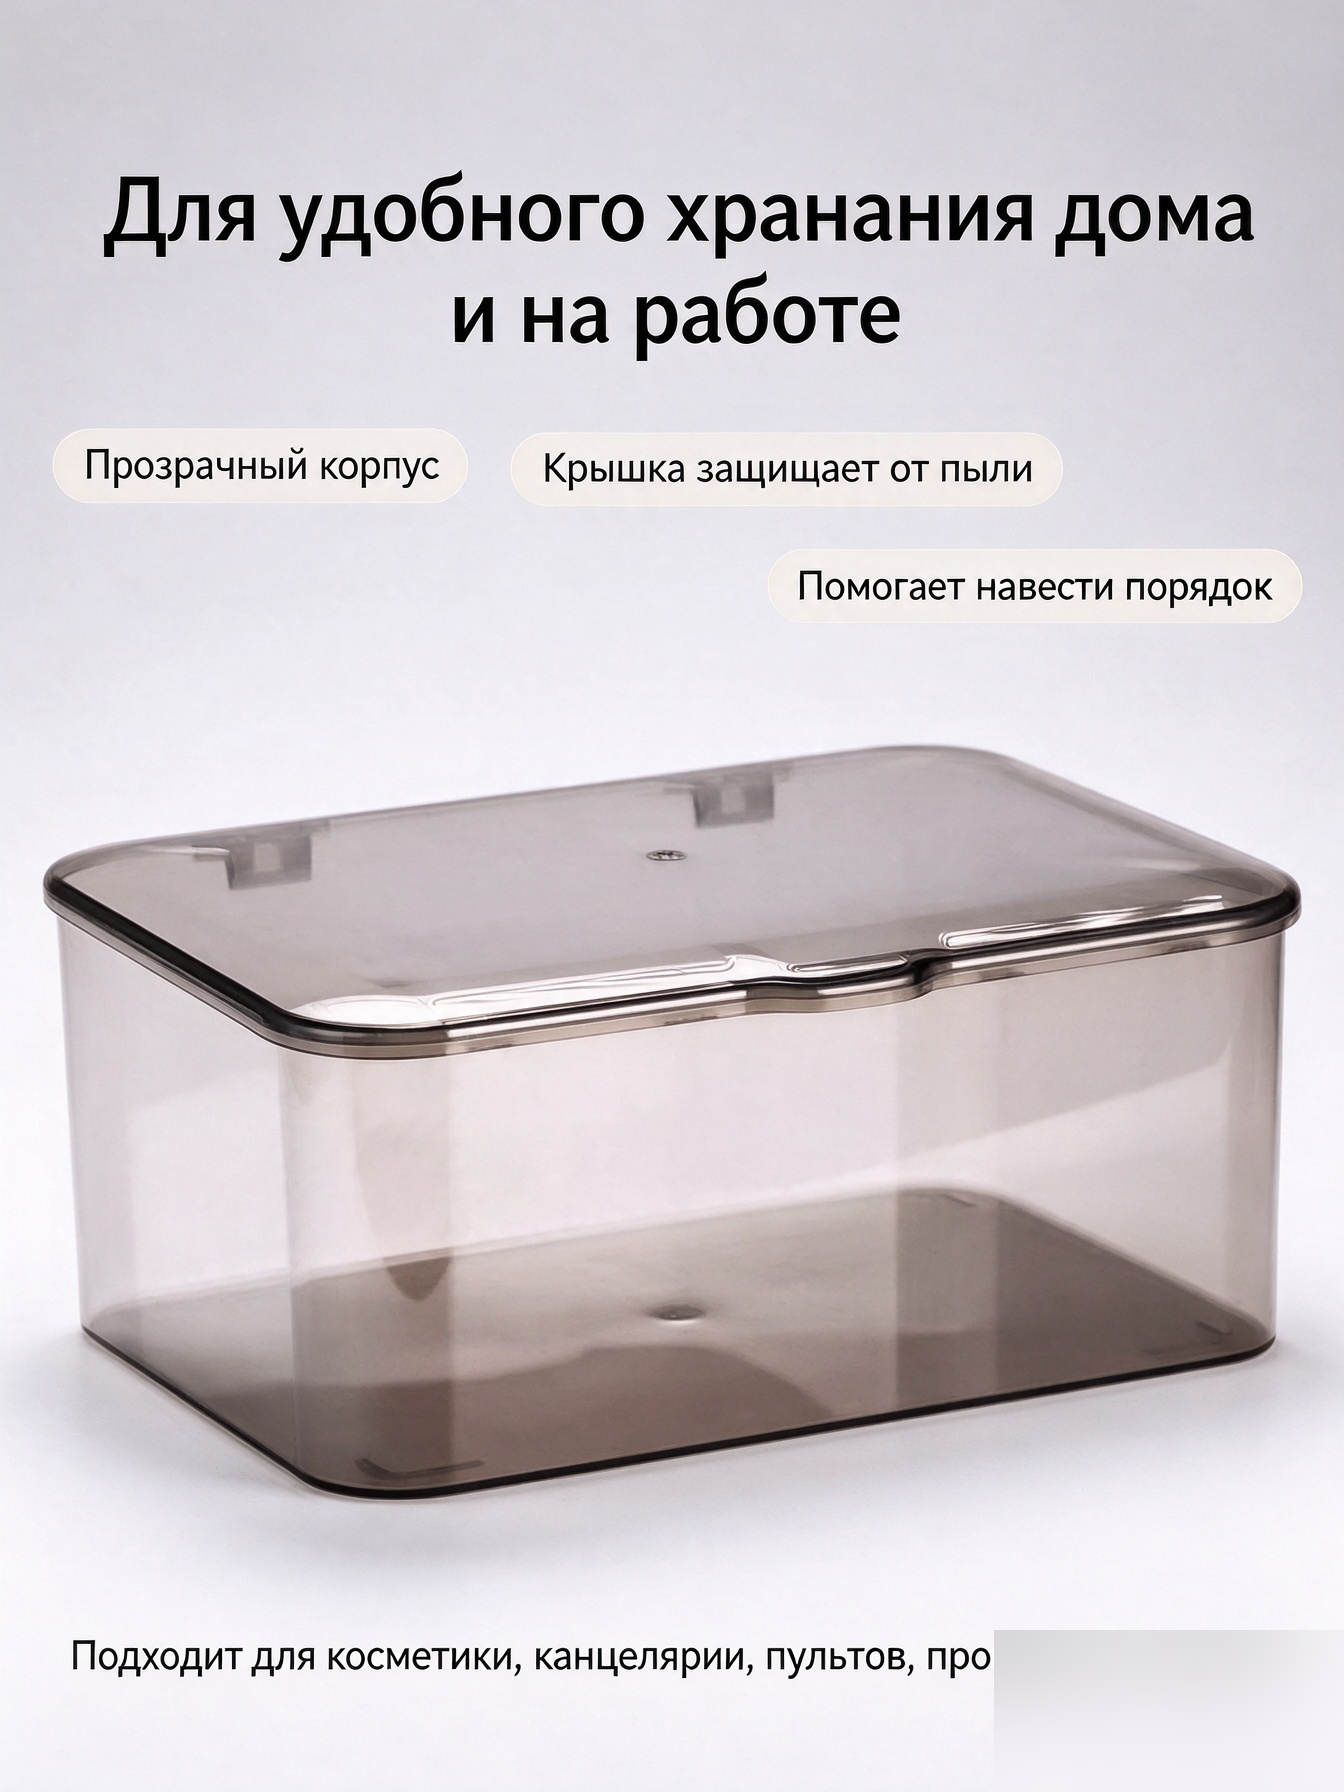 Для удобного хранания дома
и на работе
Прозрачный корпус
Крышка защищает от пыли
Помогает навести порядок
Подходит для косметики, канцелярии, пультов,